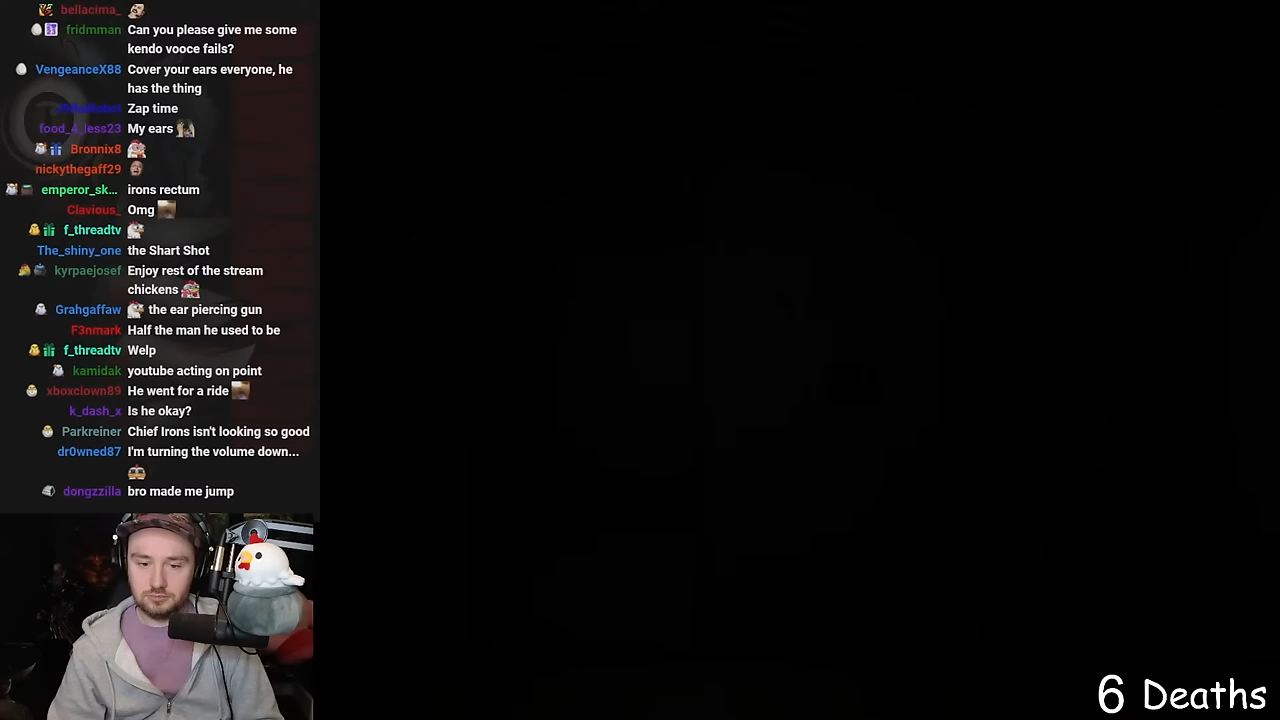 bellacima_
fridmman Can you please give me some
kendo vooce fails?
VengeanceX88 Cover your ears everyone, he
has the thing
Zap time
food_4_less23 My ears
Bronnix8
nickythegaff29
emperor_sk... irons rectum
Clavious_ Omg
f_threadtv
The_shiny_one the Shart Shot
kyrpaejosef Enjoy rest of the stream
chickens
Grahgaffaw the ear piercing gun
F3nmark Half the man he used to be
f_threadtv Welp
kamidak youtube acting on point
xboxclown89 He went for a ride
k_dash_x Is he okay?
Parkreiner Chief Irons isn't looking so good
dr0wned87 I'm turning the volume down...
dongzzilla bro made me jump
6 Deaths